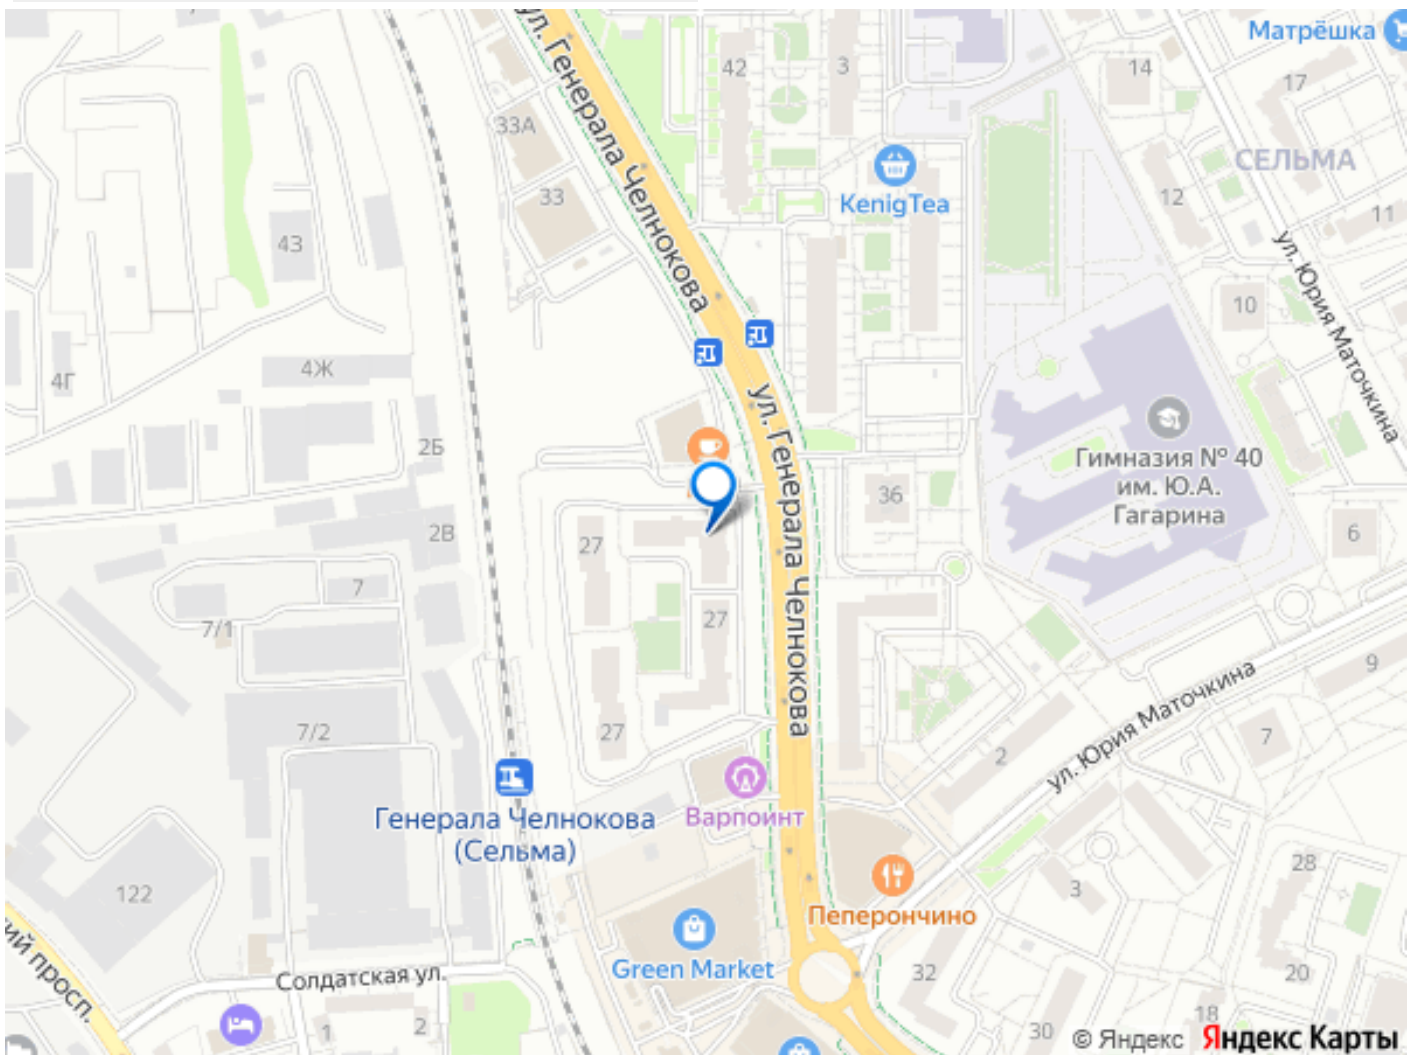 Матрёшка
ул. Генерала Челнокова
42
3
14
17
33А
KenigTea
СЕЛЬМА
12
11
33
43
ул. Юрия Маточкина
10
4Г
4Ж
2Б
Гимназия № 40
им. Ю.А.
Гагарина
36
6
2В
27
ул. Генерала Челнокова
7
7/1
27
9
7/2
27
2
ул. Юрия Маточкина
7
Генерала Челнокова
(Сельма)
Варпоинт
122
28
3
Пеперончино
ий просп.
Green Market
Солдатская ул.
32
20
1
2
30
18
© Яндекс Яндекс Карты